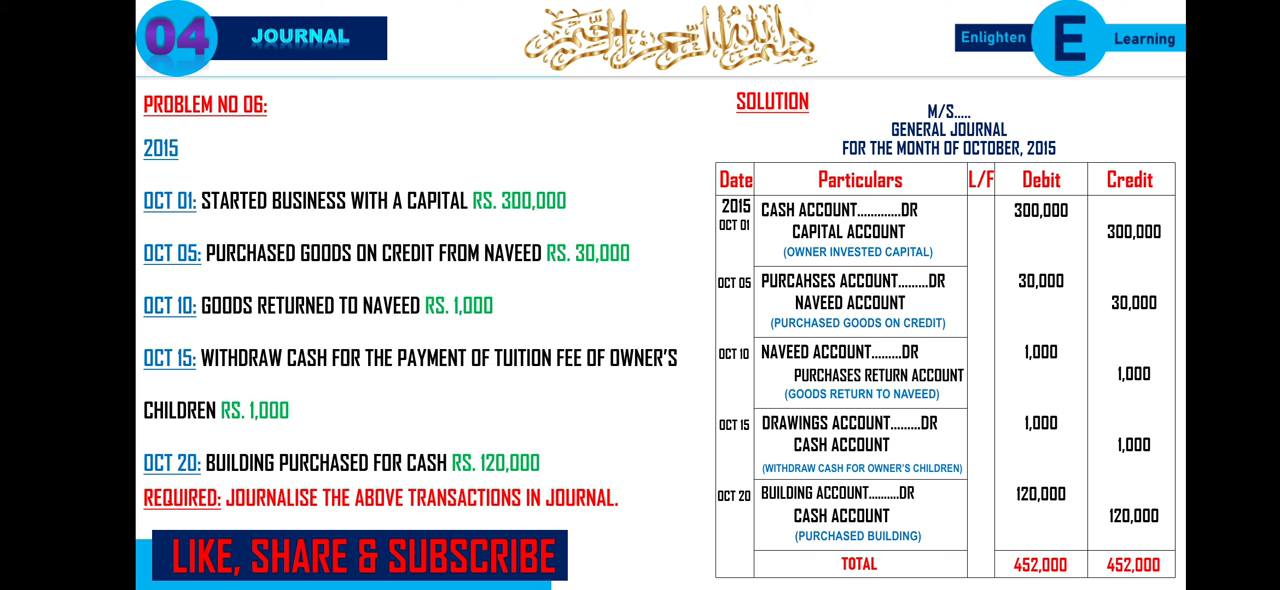 04 JOURNAL
بسم الله الرحمن الرحيم
Enlighten E Learning
PROBLEM NO 06:
2015
OCT 01: STARTED BUSINESS WITH A CAPITAL RS. 300,000
OCT 05: PURCHASED GOODS ON CREDIT FROM NAVEED RS. 30,000
OCT 10: GOODS RETURNED TO NAVEED RS. 1,000
OCT 15: WITHDRAW CASH FOR THE PAYMENT OF TUITION FEE OF OWNER'S
CHILDREN RS. 1,000
OCT 20: BUILDING PURCHASED FOR CASH RS. 120,000
REQUIRED: JOURNALISE THE ABOVE TRANSACTIONS IN JOURNAL.
LIKE, SHARE & SUBSCRIBE
SOLUTION
M/S.....
GENERAL JOURNAL
FOR THE MONTH OF OCTOBER, 2015
Date Particulars L/F Debit Credit
2015 CASH ACCOUNT.............DR 300,000
OCT 01 CAPITAL ACCOUNT 300,000
(OWNER INVESTED CAPITAL)
OCT 05 PURCAHSES ACCOUNT.........DR 30,000
NAVEED ACCOUNT 30,000
(PURCHASED GOODS ON CREDIT)
OCT 10 NAVEED ACCOUNT.........DR 1,000
PURCHASES RETURN ACCOUNT 1,000
(GOODS RETURN TO NAVEED)
OCT 15 DRAWINGS ACCOUNT.........DR 1,000
CASH ACCOUNT 1,000
(WITHDRAW CASH FOR OWNER'S CHILDREN)
OCT 20 BUILDING ACCOUNT..........DR 120,000
CASH ACCOUNT 120,000
(PURCHASED BUILDING)
TOTAL 452,000 452,000